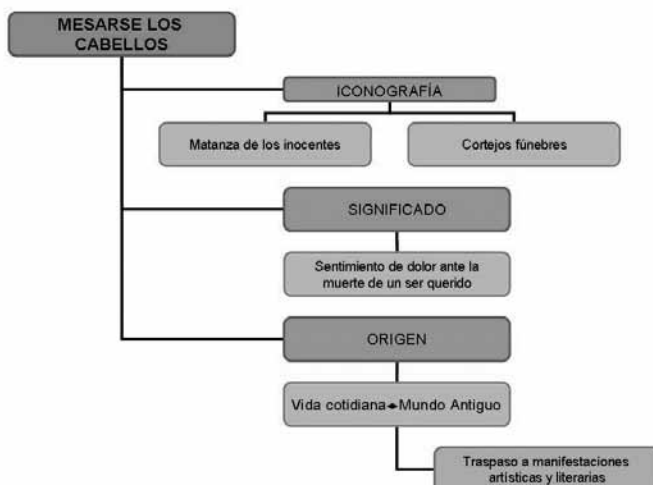 MESARSE LOS
CABELLOS
ICONOGRAFÍA
Matanza de los inocentes
Cortejos fúnebres
SIGNIFICADO
Sentimiento de dolor ante la
muerte de un ser querido
ORIGEN
Vida cotidiana Mundo Antiguo
Traspaso a manifestaciones
artísticas y literarias